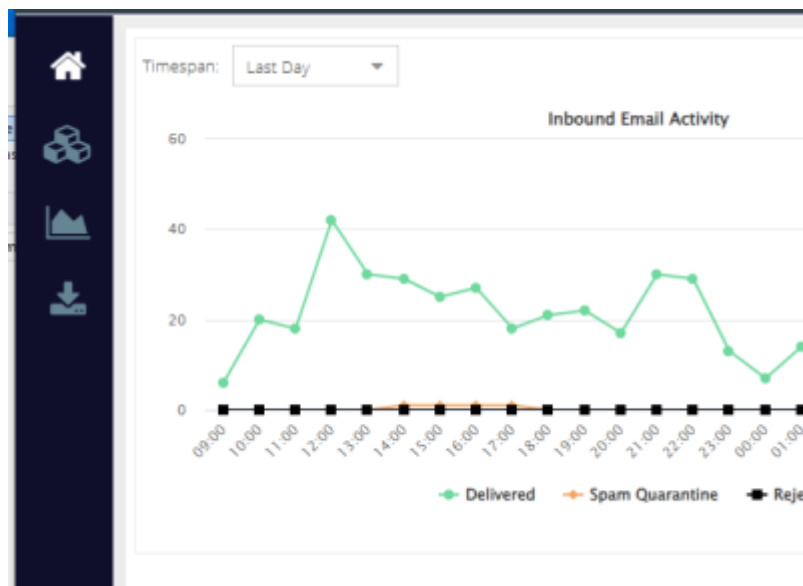 Timespan: Last Day
Inbound Email Activity
60
40
20
0
09:00 10:00 11:00 12:00 13:00 14:00 15:00 16:00 17:00 18:00 19:00 20:00 21:00 22:00 23:00 00:00 01:00
Delivered Spam Quarantine Reje